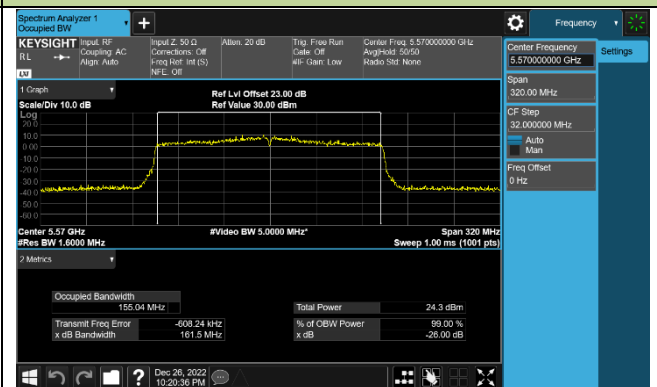 Spectrum Analyzer 1
Occupied BW
+
Frequency
KEYSIGHT
RL
LXI
Input: RF
Coupling: AC
Align: Auto
Input Z: 50 Ω
Corrections: Off
Freq Ref: Int (S)
NFE: Off
Atten: 20 dB
Trig: Free Run
Gate: Off
#IF Gain: Low
Center Freq: 5.570000000 GHz
Avg|Hold: 50/50
Radio Std: None
Center Frequency
5.570000000 GHz
Settings
Span
320.00 MHz
CF Step
32.000000 MHz
Auto
Man
Freq Offset
0 Hz
1 Graph
Scale/Div 10.0 dB
Ref Lvl Offset 23.00 dB
Ref Value 30.00 dBm
Log
20.0
10.0
0.00
-10.0
-20.0
-30.0
-40.0
-50.0
-60.0
Center 5.57 GHz
#Res BW 1.6000 MHz
#Video BW 5.0000 MHz*
Span 320 MHz
Sweep 1.00 ms (1001 pts)
2 Metrics
Occupied Bandwidth
155.04 MHz
Total Power 24.3 dBm
Transmit Freq Error -608.24 kHz
% of OBW Power 99.00 %
x dB Bandwidth 161.5 MHz
x dB -26.00 dB
?
Dec 26, 2022
10:20:36 PM